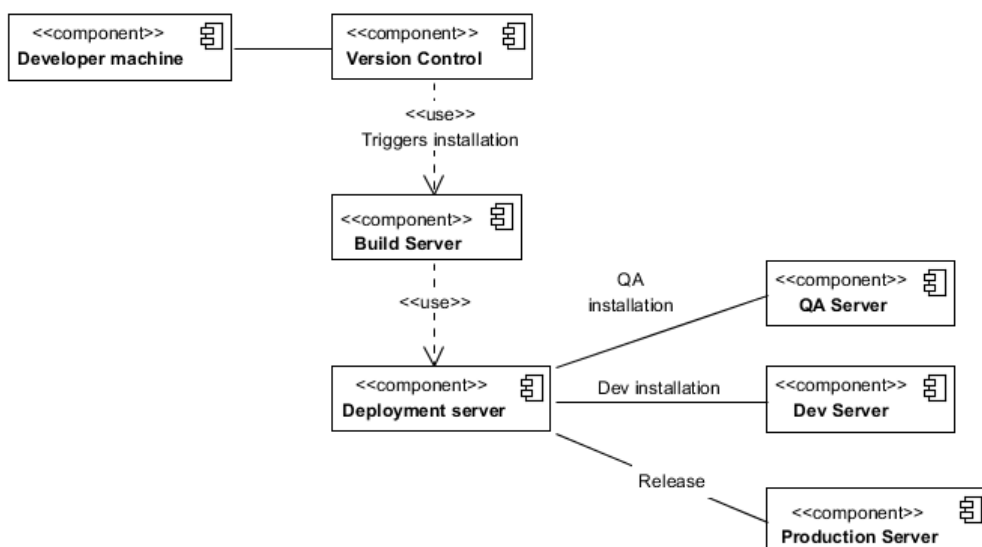 <<component>>
Developer machine
<<component>>
Version Control
<<use>>
Triggers installation
<<component>>
Build Server
<<use>>
QA
installation
<<component>>
QA Server
<<component>>
Deployment server
Dev installation
<<component>>
Dev Server
Release
<<component>>
Production Server